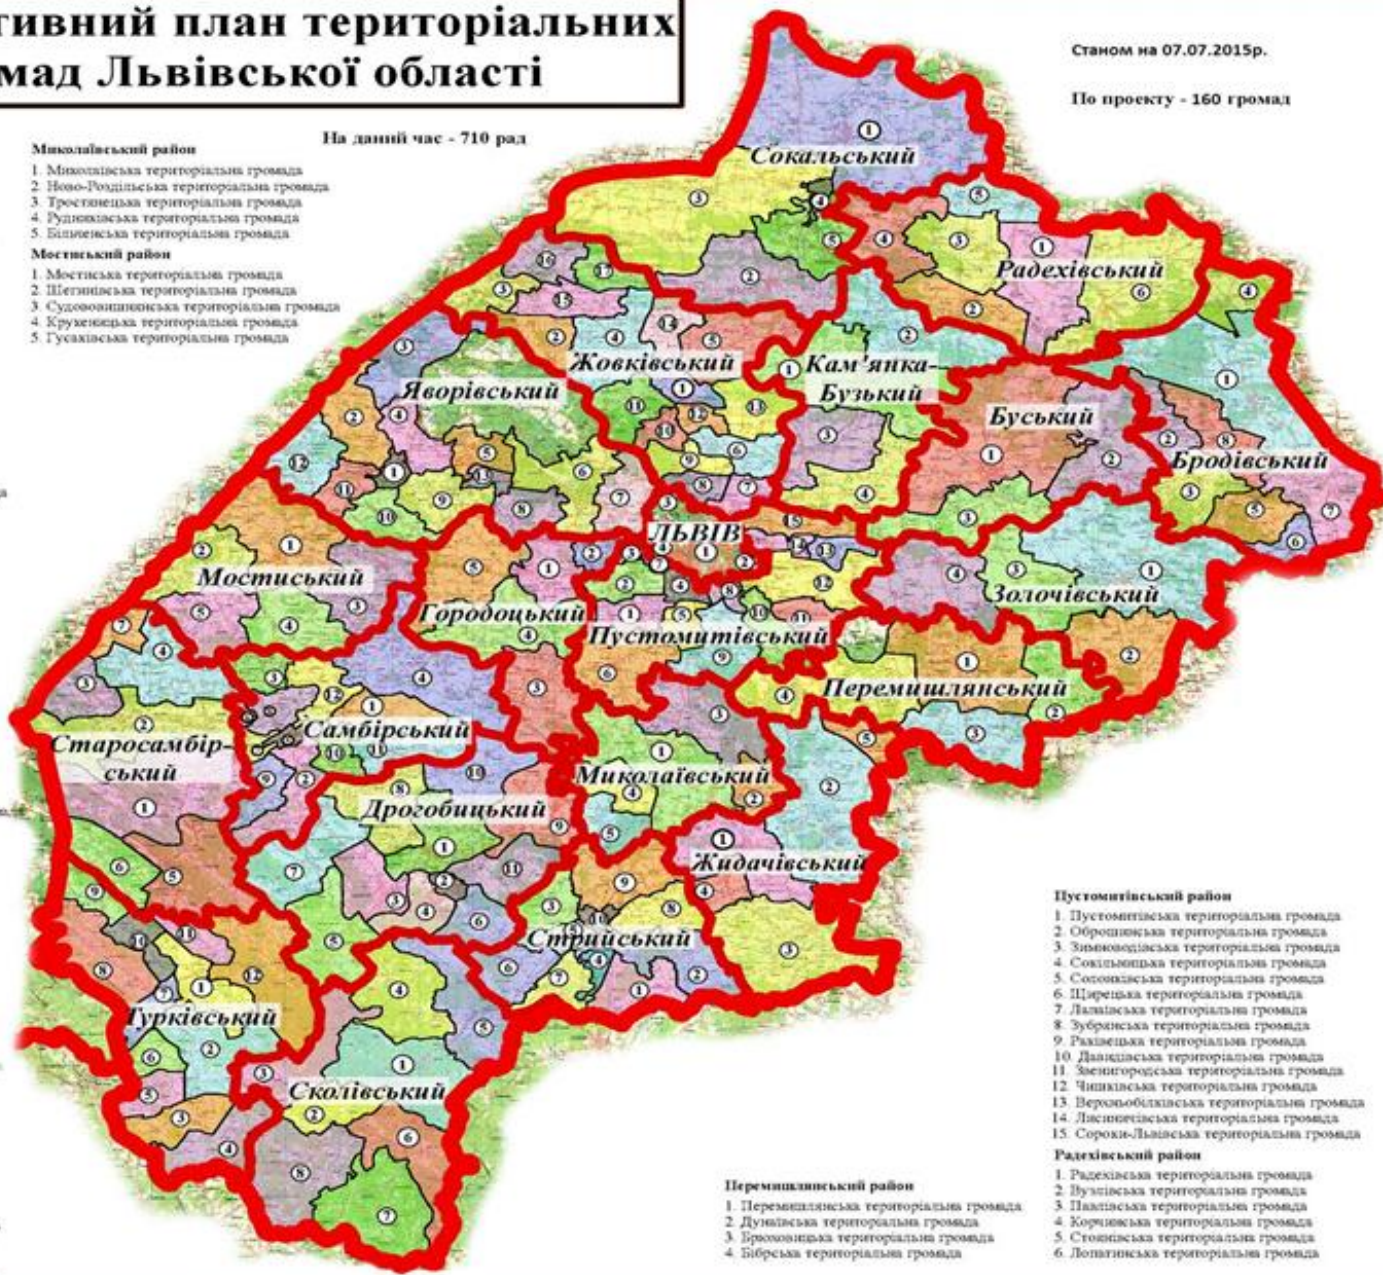 тивний план територіальних
мад Львівської області
Станом на 07.07.2015р.
По проекту - 160 громад
На данний час - 710 рад
Миколаївський район
1. Миколаївська територіальна громада
2. Ново-Роздільська територіальна громада
3. Тростянецька територіальна громада
4. Рудниківська територіальна громада
5. Більченська територіальна громада
Мостиський район
1. Мостиська територіальна громада
2. Шегинівська територіальна громада
3. Судововишнянська територіальна громада
4. Крукеницька територіальна громада
5. Гусаківська територіальна громада
Сокальський
Радехівський
Жовківський
Кам'янка-
Бузький
Яворівський
Буський
Бродівський
ЛЬВІВ
Мостиський
Городоцький
Золочівський
Пустомитівський
Перемишлянський
Самбірський
Старосамбір-
ський
Миколаївський
Дрогобицький
Жидачівський
Стрийський
Турківський
Сколівський
Пустомитівський район
1. Пустомитівська територіальна громада
2. Оброшинська територіальна громада
3. Зимноводівська територіальна громада
4. Сокільницька територіальна громада
5. Солонківська територіальна громада
6. Щирецька територіальна громада
7. Лапаївська територіальна громада
8. Зубрянська територіальна громада
9. Раківецька територіальна громада
10. Давидівська територіальна громада
11. Звенигородська територіальна громада
12. Чишківська територіальна громада
13. Верхньобілківська територіальна громада
14. Лисиничівська територіальна громада
15. Сороки-Львівська територіальна громада
Радехівський район
1. Радехівська територіальна громада
2. Вузлівська територіальна громада
3. Павлівська територіальна громада
4. Корчинська територіальна громада
5. Стоянівська територіальна громада
6. Лопатинська територіальна громада
Перемишлянський район
1. Перемишлянська територіальна громада
2. Дунаївська територіальна громада
3. Брюховицька територіальна громада
4. Бібрська територіальна громада